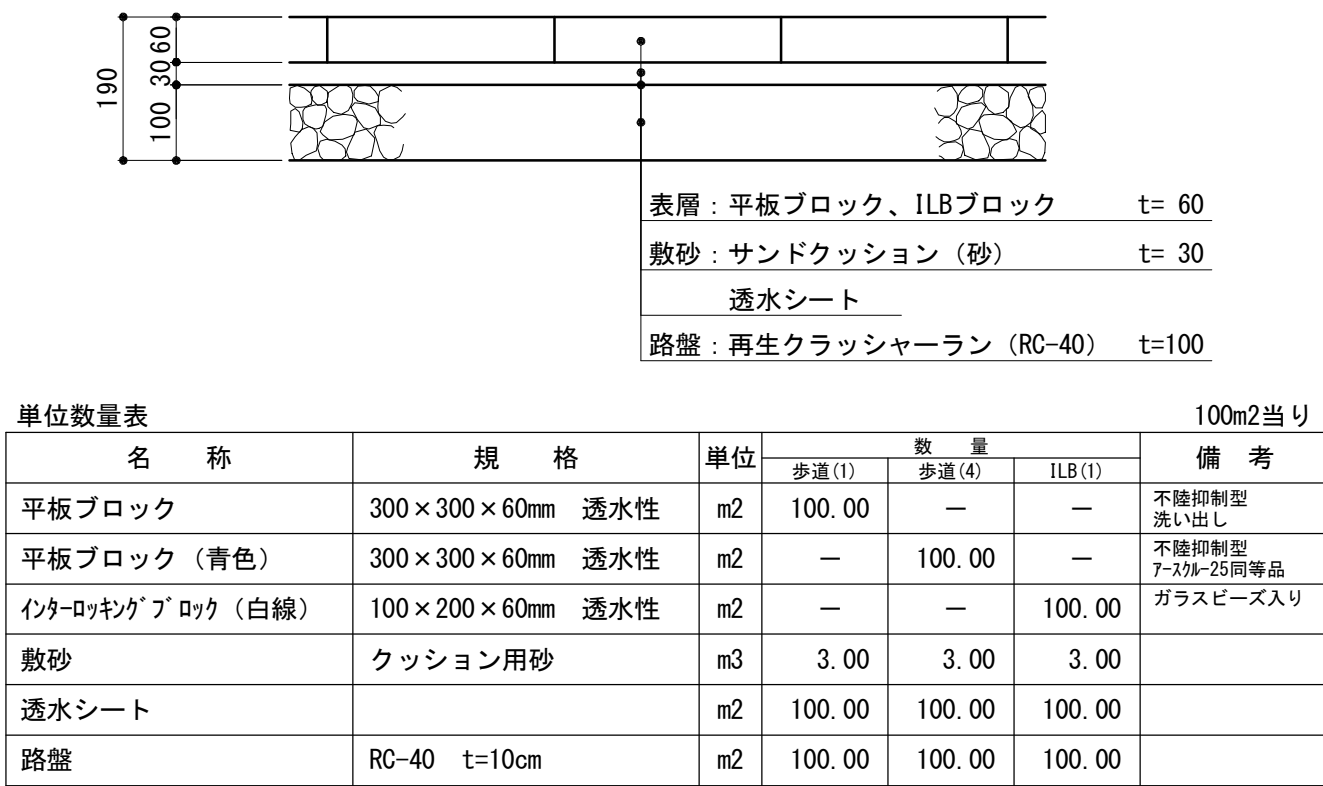 60
30
190
100
表層：平板ブロック、ILBブロック t= 60
敷砂：サンドクッション（砂） t= 30
透水シート
路盤：再生クラッシャーラン（RC-40） t=100
単位数量表 100m2当り
名 称 規 格 単位 数 量 備 考
歩道(1) 歩道(4) ILB(1)
平板ブロック 300×300×60mm 透水性 m2 100.00 － － 不陸抑制型
洗い出し
平板ブロック（青色） 300×300×60mm 透水性 m2 － 100.00 － 不陸抑制型
ｱｰｽｸﾙｰ25同等品
ｲﾝﾀｰﾛｯｷﾝｸﾞﾌﾞﾛｯｸ（白線） 100×200×60mm 透水性 m2 － － 100.00 ガラスビーズ入り
敷砂 クッション用砂 m3 3.00 3.00 3.00
透水シート m2 100.00 100.00 100.00
路盤 RC-40 t=10cm m2 100.00 100.00 100.00